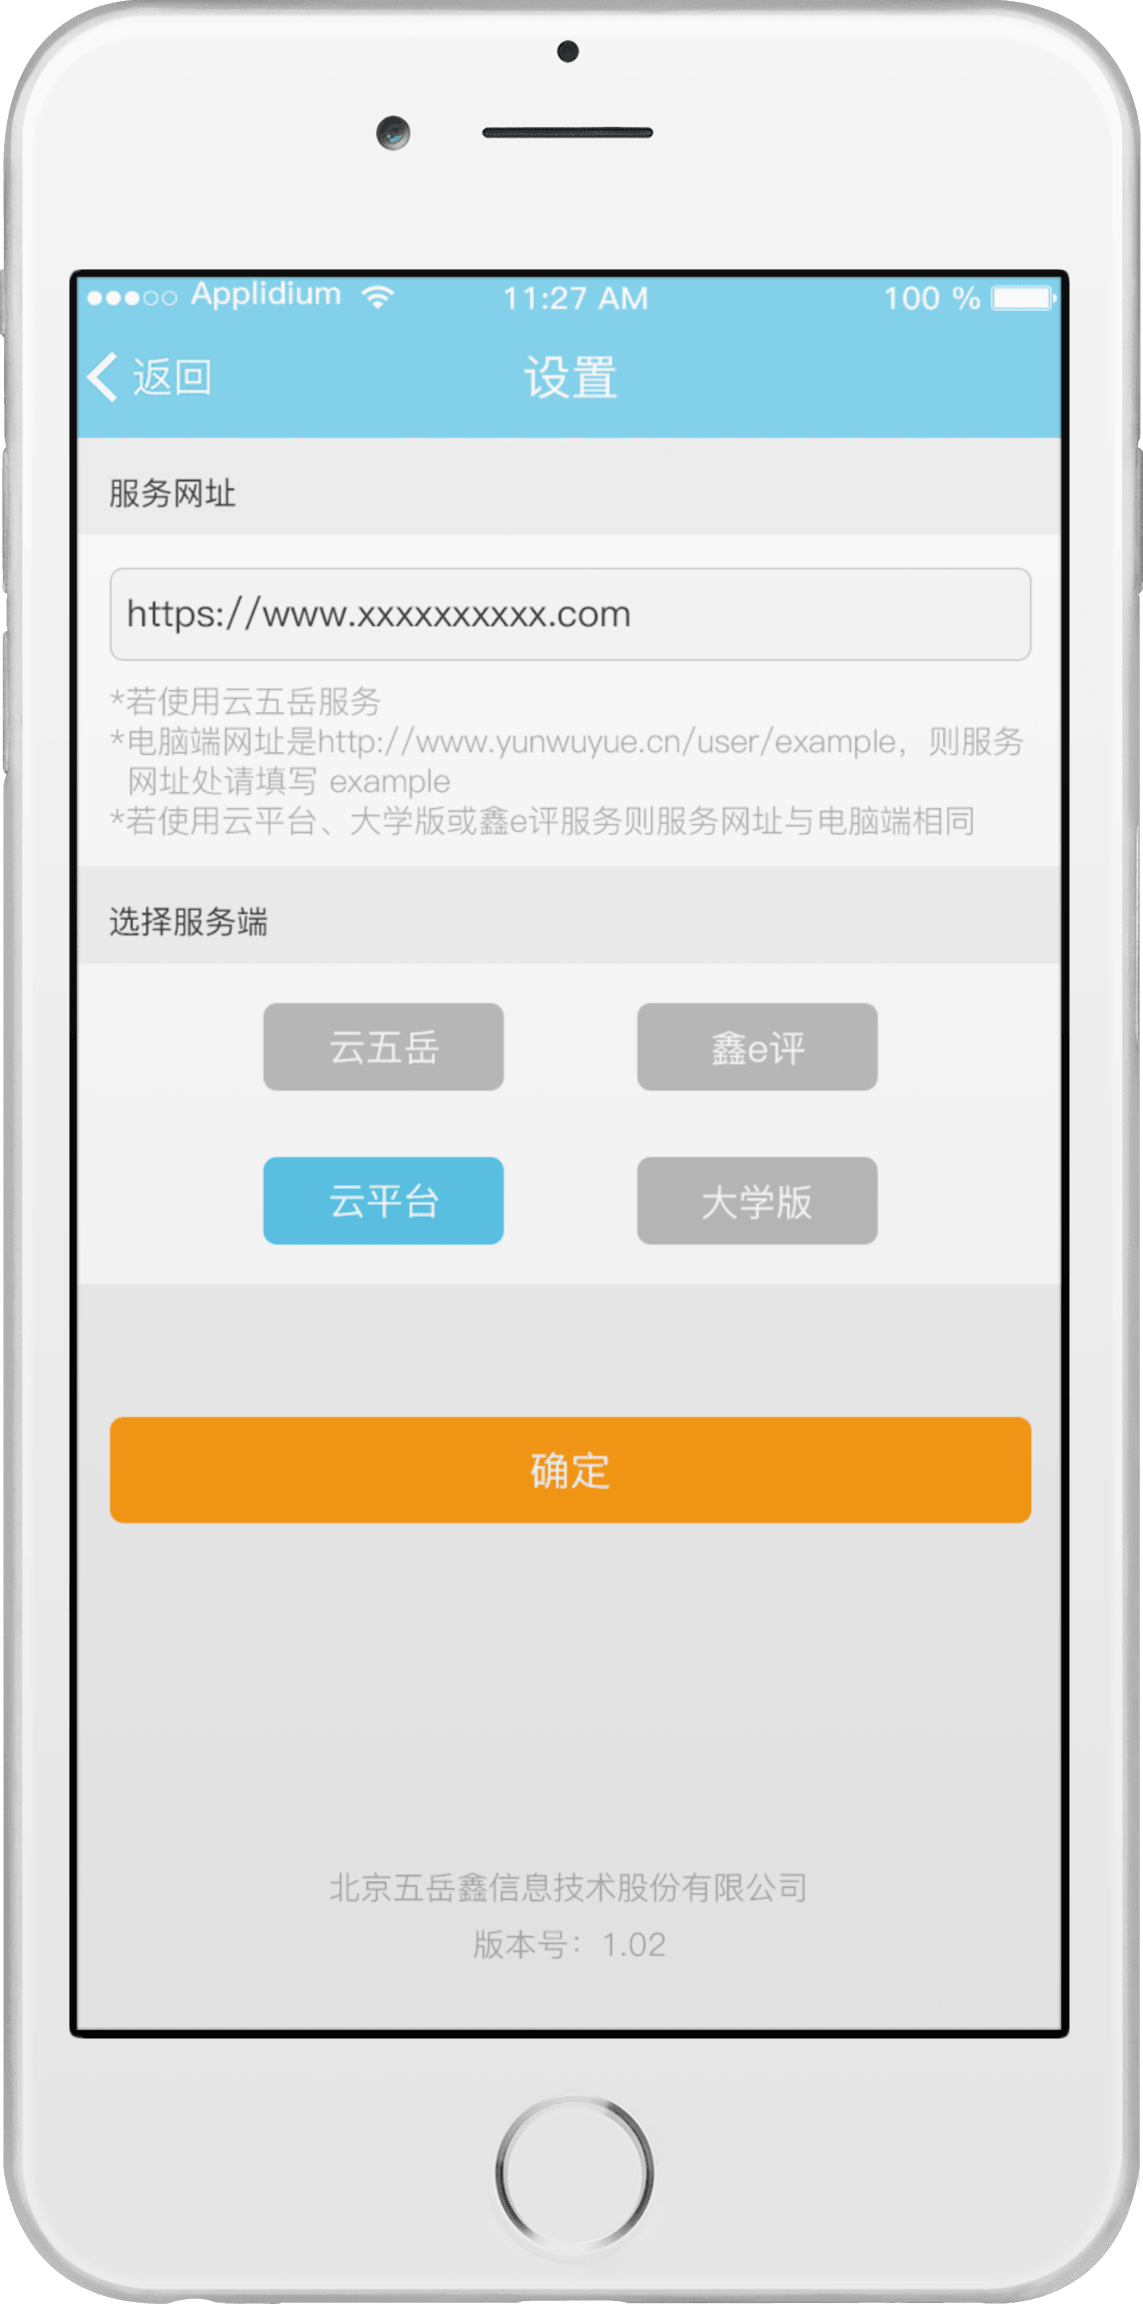 Applidium 11:27 AM 100 %
返回 设置
服务网址
https://www.xxxxxxxxxx.com
*若使用云五岳服务
*电脑端网址是http://www.yunwuyue.cn/user/example，则服务
网址处请填写 example
*若使用云平台、大学版或鑫e评服务则服务网址与电脑端相同
选择服务端
云五岳 鑫e评
云平台 大学版
确定
北京五岳鑫信息技术股份有限公司
版本号：1.02